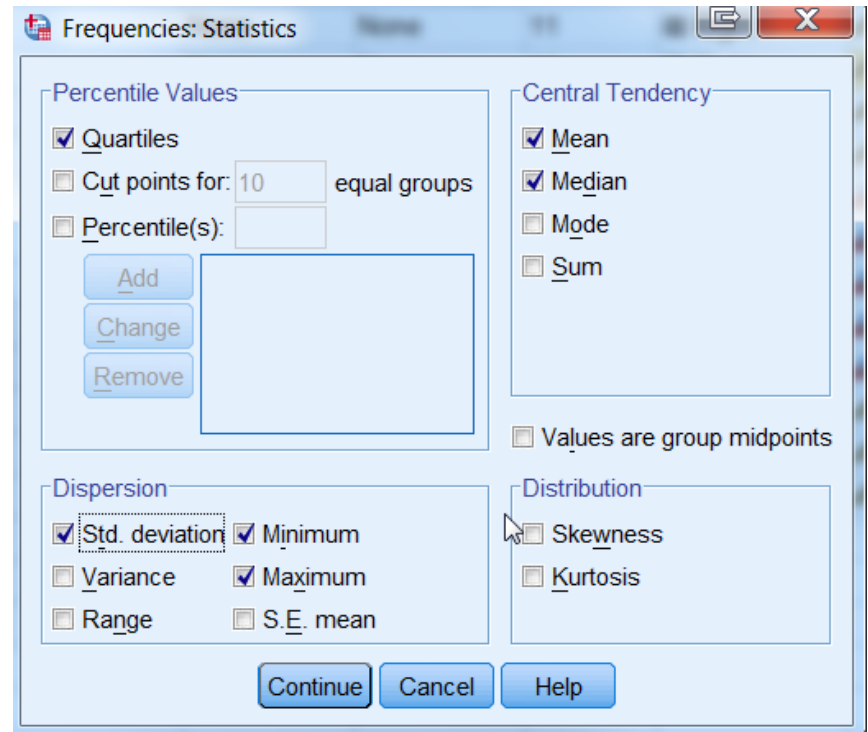 Frequencies: Statistics
None 11
Percentile Values
Quartiles
Cut points for: 10 equal groups
Percentile(s):
Add
Change
Remove
Central Tendency
Mean
Median
Mode
Sum
Values are group midpoints
Dispersion
Std. deviation Minimum
Variance Maximum
Range S.E. mean
Distribution
Skewness
Kurtosis
Continue Cancel Help